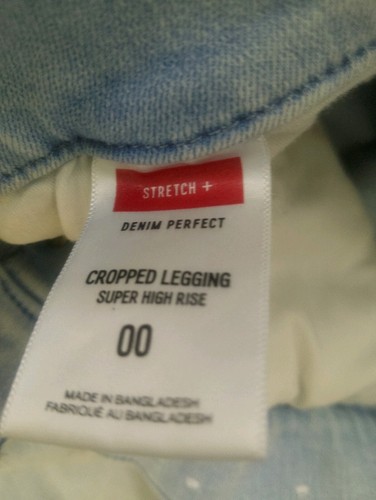 STRETCH +
DENIM PERFECT
CROPPED LEGGING
SUPER HIGH RISE
00
MADE IN BANGLADESH
FABRIQUÉ AU BANGLADESH